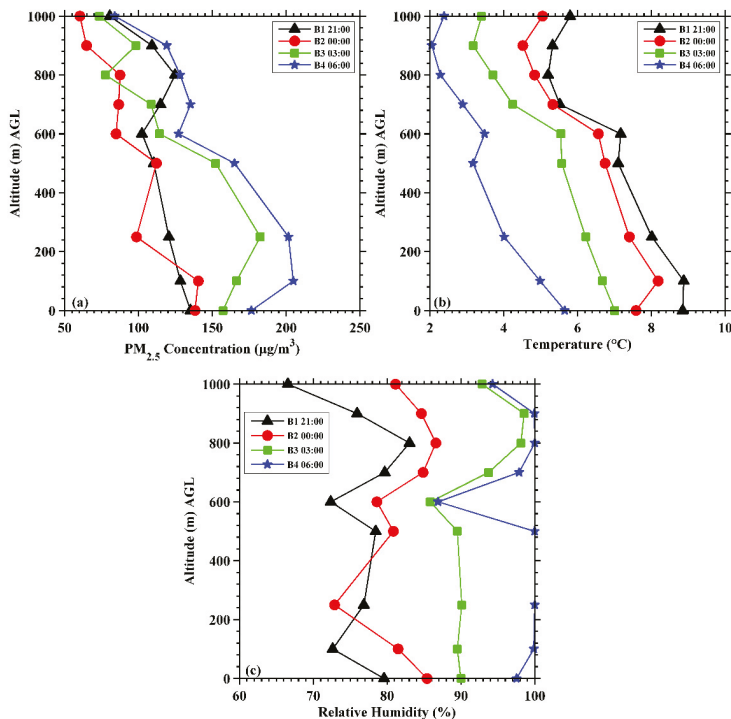 1000
800
600
400
200
0
Altitude (m) AGL
B1 21:00
B2 00:00
B3 03:00
B4 06:00
(a)
50 100 150 200 250
PM2.5 Concentration (µg/m³)
1000
800
600
400
200
0
Altitude (m) AGL
B1 21:00
B2 00:00
B3 03:00
B4 06:00
(b)
2 4 6 8 10
Temperature (°C)
1000
800
600
400
200
0
Altitude (m) AGL
B1 21:00
B2 00:00
B3 03:00
B4 06:00
(c)
60 70 80 90 100
Relative Humidity (%)